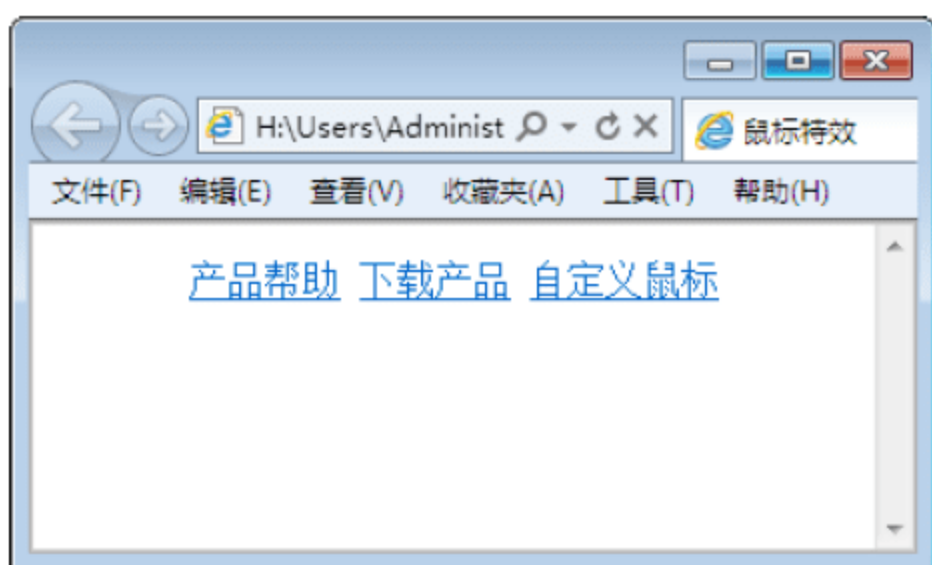 H:\Users\Administ
鼠标特效
文件(F) 编辑(E) 查看(V) 收藏夹(A) 工具(T) 帮助(H)
产品帮助 下载产品 自定义鼠标